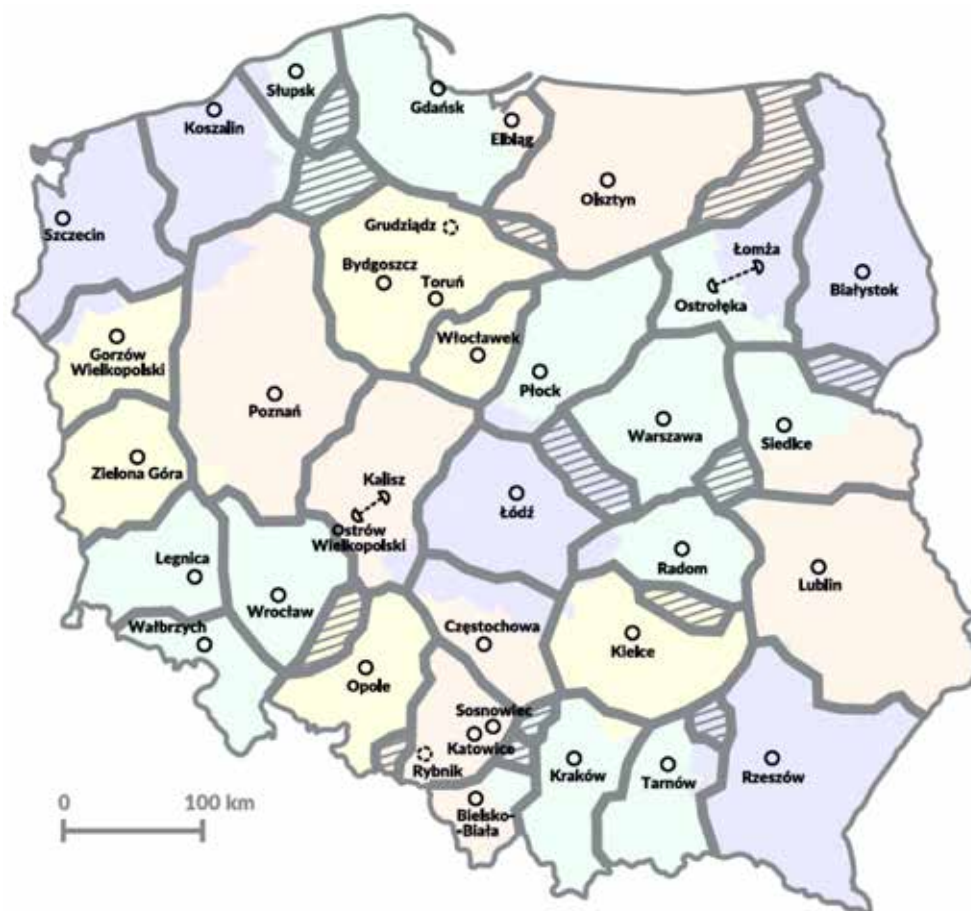 Słupsk
Gdańsk
Koszalin
Elbląg
Olsztyn
Szczecin
Grudziądz
Łomża
Bydgoszcz
Toruń
Ostrołęka
Białystok
Gorzów
Wielkopolski
Włocławek
Płock
Poznań
Warszawa
Siedlce
Zielona Góra
Kalisz
Łódź
Ostrów
Wielkopolski
Legnica
Radom
Lublin
Wrocław
Wałbrzych
Częstochowa
Kielce
Opole
Sosnowiec
Katowice
Rybnik
Kraków
Tarnów
Rzeszów
0 100 km
Bielsko-
-Biała